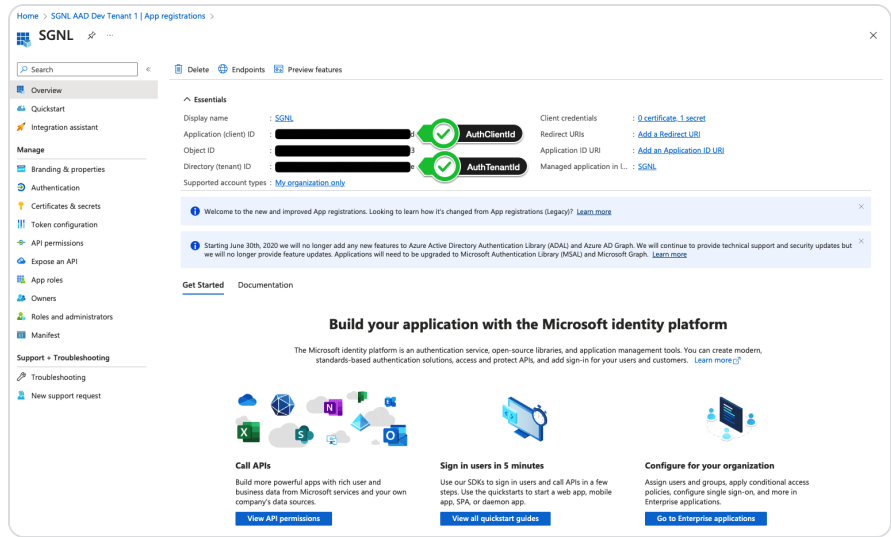 Home > SGNL AAD Dev Tenant 1 | App registrations >
SGNL
Search
Overview
Quickstart
Integration assistant
Manage
Branding & properties
Authentication
Certificates & secrets
Token configuration
API permissions
Expose an API
App roles
Owners
Roles and administrators
Manifest
Support + Troubleshooting
Troubleshooting
New support request
Delete Endpoints Preview features
Essentials
Display name : SGNL
Application (client) ID : d AuthClientId
Object ID : 3
Directory (tenant) ID : e AuthTenantId
Supported account types : My organization only
Client credentials : 0 certificate, 1 secret
Redirect URIs : Add a Redirect URI
Application ID URI : Add an Application ID URI
Managed application in l... : SGNL
Welcome to the new and improved App registrations. Looking to learn how it's changed from App registrations (Legacy)? Learn more
Starting June 30th, 2020 we will no longer add any new features to Azure Active Directory Authentication Library (ADAL) and Azure AD Graph. We will continue to provide technical support and security updates but
we will no longer provide feature updates. Applications will need to be upgraded to Microsoft Authentication Library (MSAL) and Microsoft Graph. Learn more
Get Started Documentation
Build your application with the Microsoft identity platform
The Microsoft identity platform is an authentication service, open-source libraries, and application management tools. You can create modern,
standards-based authentication solutions, access and protect APIs, and add sign-in for your users and customers. Learn more
Call APIs
Build more powerful apps with rich user and
business data from Microsoft services and your own
company's data sources.
View API permissions
Sign in users in 5 minutes
Use our SDKs to sign in users and call APIs in a few
steps. Use the quickstarts to start a web app, mobile
app, SPA, or daemon app.
View all quickstart guides
Configure for your organization
Assign users and groups, apply conditional access
policies, configure single sign-on, and more in
Enterprise applications.
Go to Enterprise applications